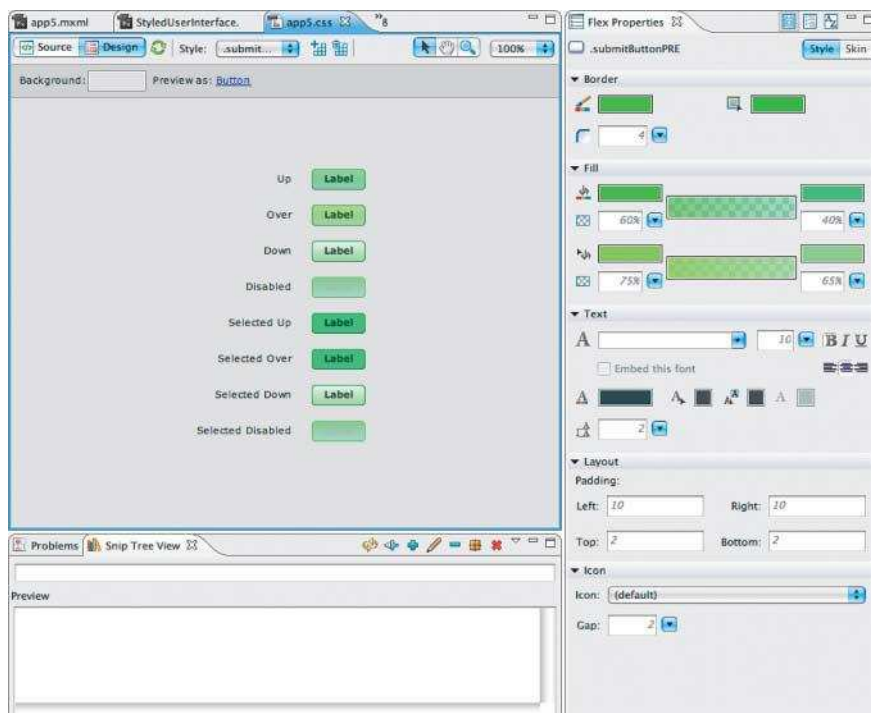 app5.mxml
StyledUserInterface.
app5.css
"8
Source
Design
Style:
.submit...
100%
Background:
Preview as: Button
Up Label
Over Label
Down Label
Disabled
Selected Up Label
Selected Over Label
Selected Down Label
Selected Disabled
Problems
Snip Tree View
Preview
Flex Properties
.submitButtonPRE
Style Skin
Border
4
Fill
60% 40%
75% 65%
Text
A 10 B I U
Embed this font
A A A A
2
Layout
Padding:
Left: 10 Right: 10
Top: 2 Bottom: 2
Icon
Icon: (default)
Gap: 2